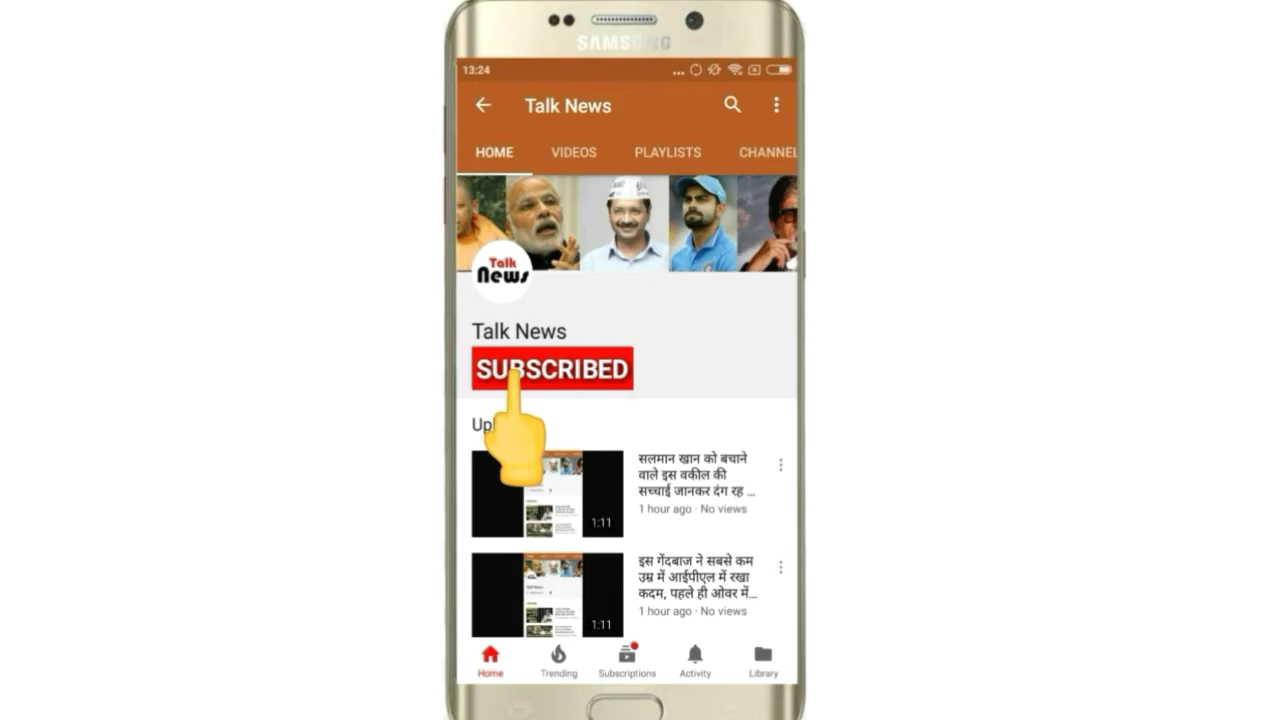 SAMSUNG
13:24
Talk News
HOME VIDEOS PLAYLISTS CHANNEL
Talk
News
Talk News
SUBSCRIBED
Up
सलमान खान को बचाने
वाले इस वकील की
सच्चाई जानकर दंग रह ...
1 hour ago · No views
1:11
इस गेंदबाज ने सबसे कम
उम्र में आईपीएल में रखा
कदम, पहले ही ओवर में...
1 hour ago · No views
1:11
Home Trending Subscriptions Activity Library